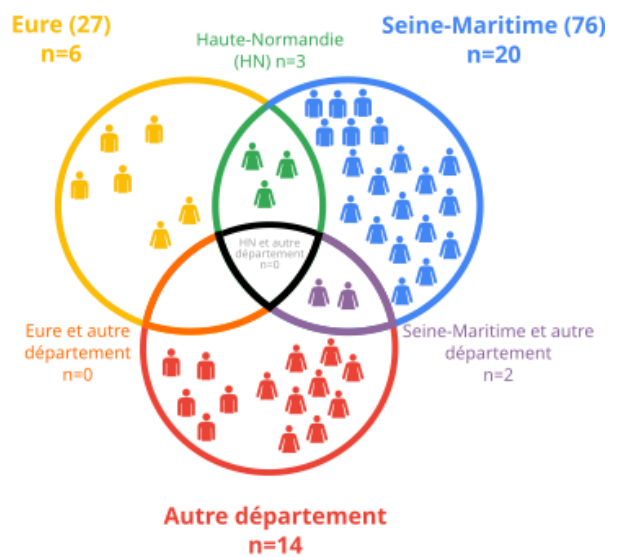 Eure (27)
n=6
Haute-Normandie
(HN) n=3
Seine-Maritime (76)
n=20
HN et autre
département
n=0
Eure et autre
département
n=0
Seine-Maritime et autre
département
n=2
Autre département
n=14